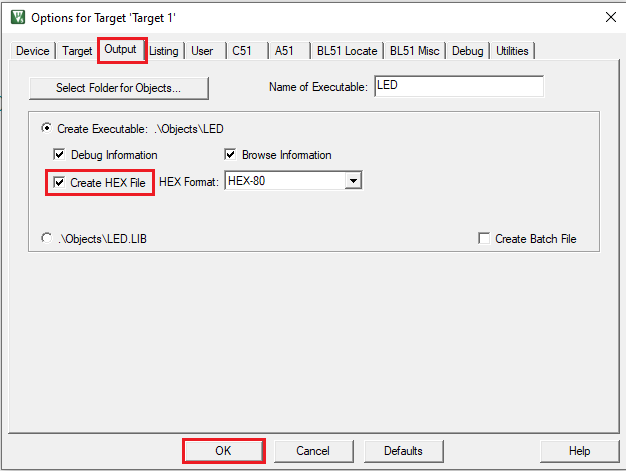 Options for Target 'Target 1'
Device Target Output Listing User C51 A51 BL51 Locate BL51 Misc Debug Utilities
Select Folder for Objects... Name of Executable: LED
Create Executable: .\Objects\LED
Debug Information Browse Information
Create HEX File HEX Format: HEX-80
.\Objects\LED.LIB Create Batch File
OK Cancel Defaults Help